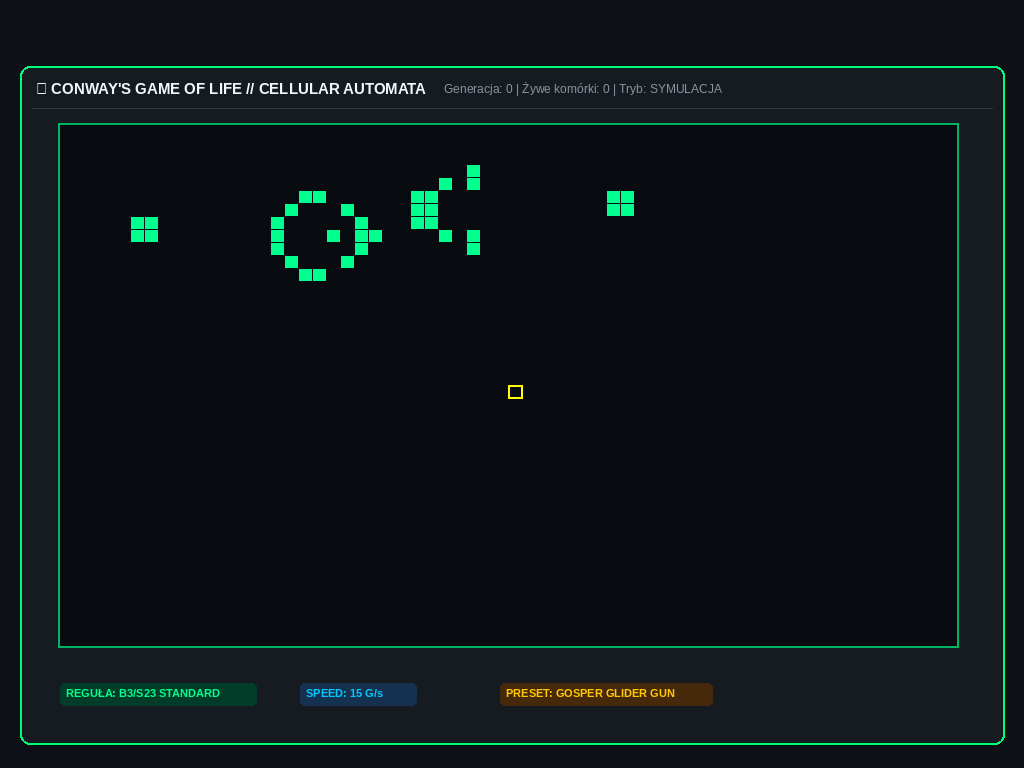 CONWAY'S GAME OF LIFE // CELLULAR AUTOMATA Generacja: 0 | Żywe komórki: 0 | Tryb: SYMULACJA
REGUŁA: B3/S23 STANDARD SPEED: 15 G/s PRESET: GOSPER GLIDER GUN